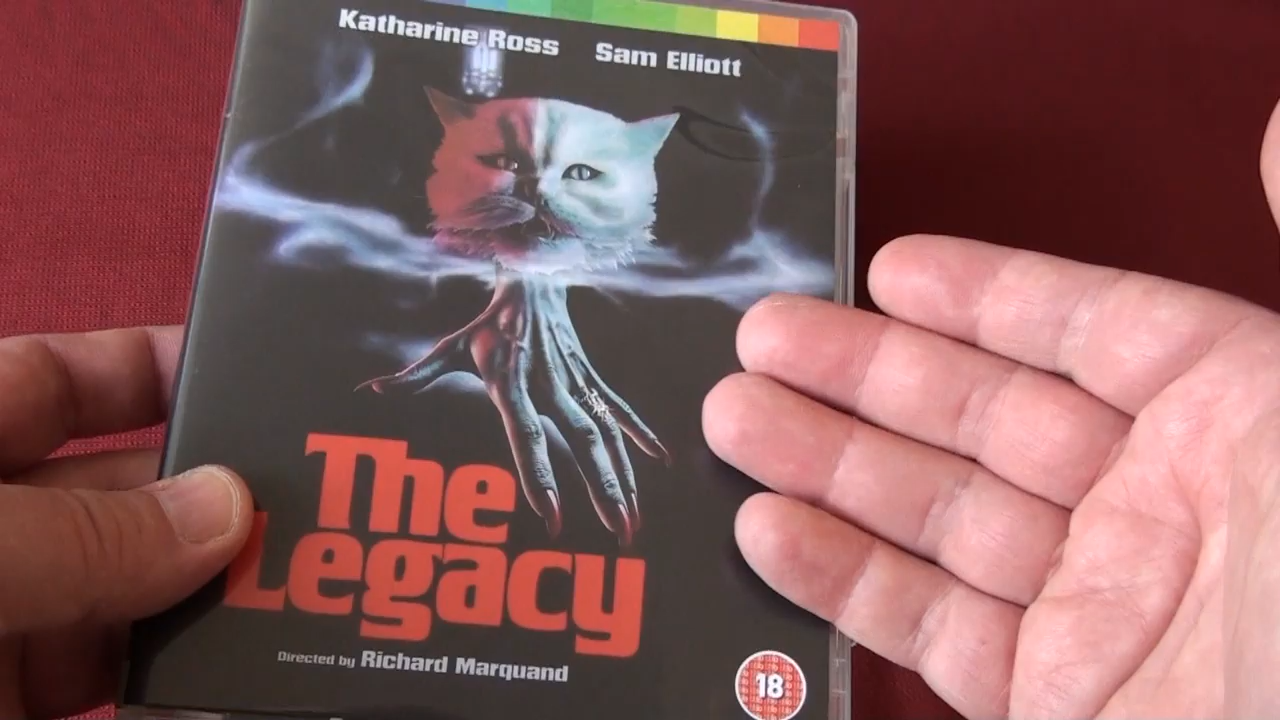 Katharine Ross Sam Elliott
The
Legacy
Directed by Richard Marquand
18